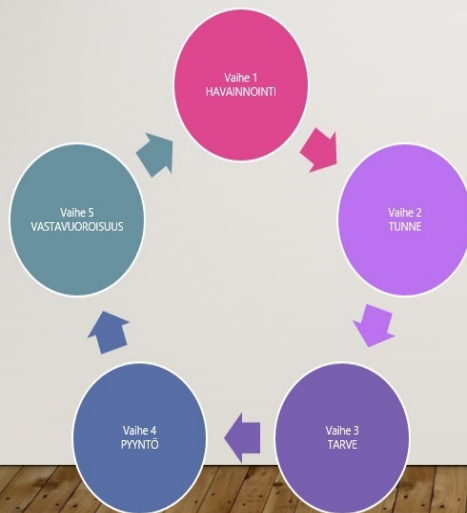 Vaihe 1
HAVAINNOINTI
Vaihe 2
TUNNE
Vaihe 3
TARVE
Vaihe 4
PYYNTÖ
Vaihe 5
VASTAVUOROISUUS